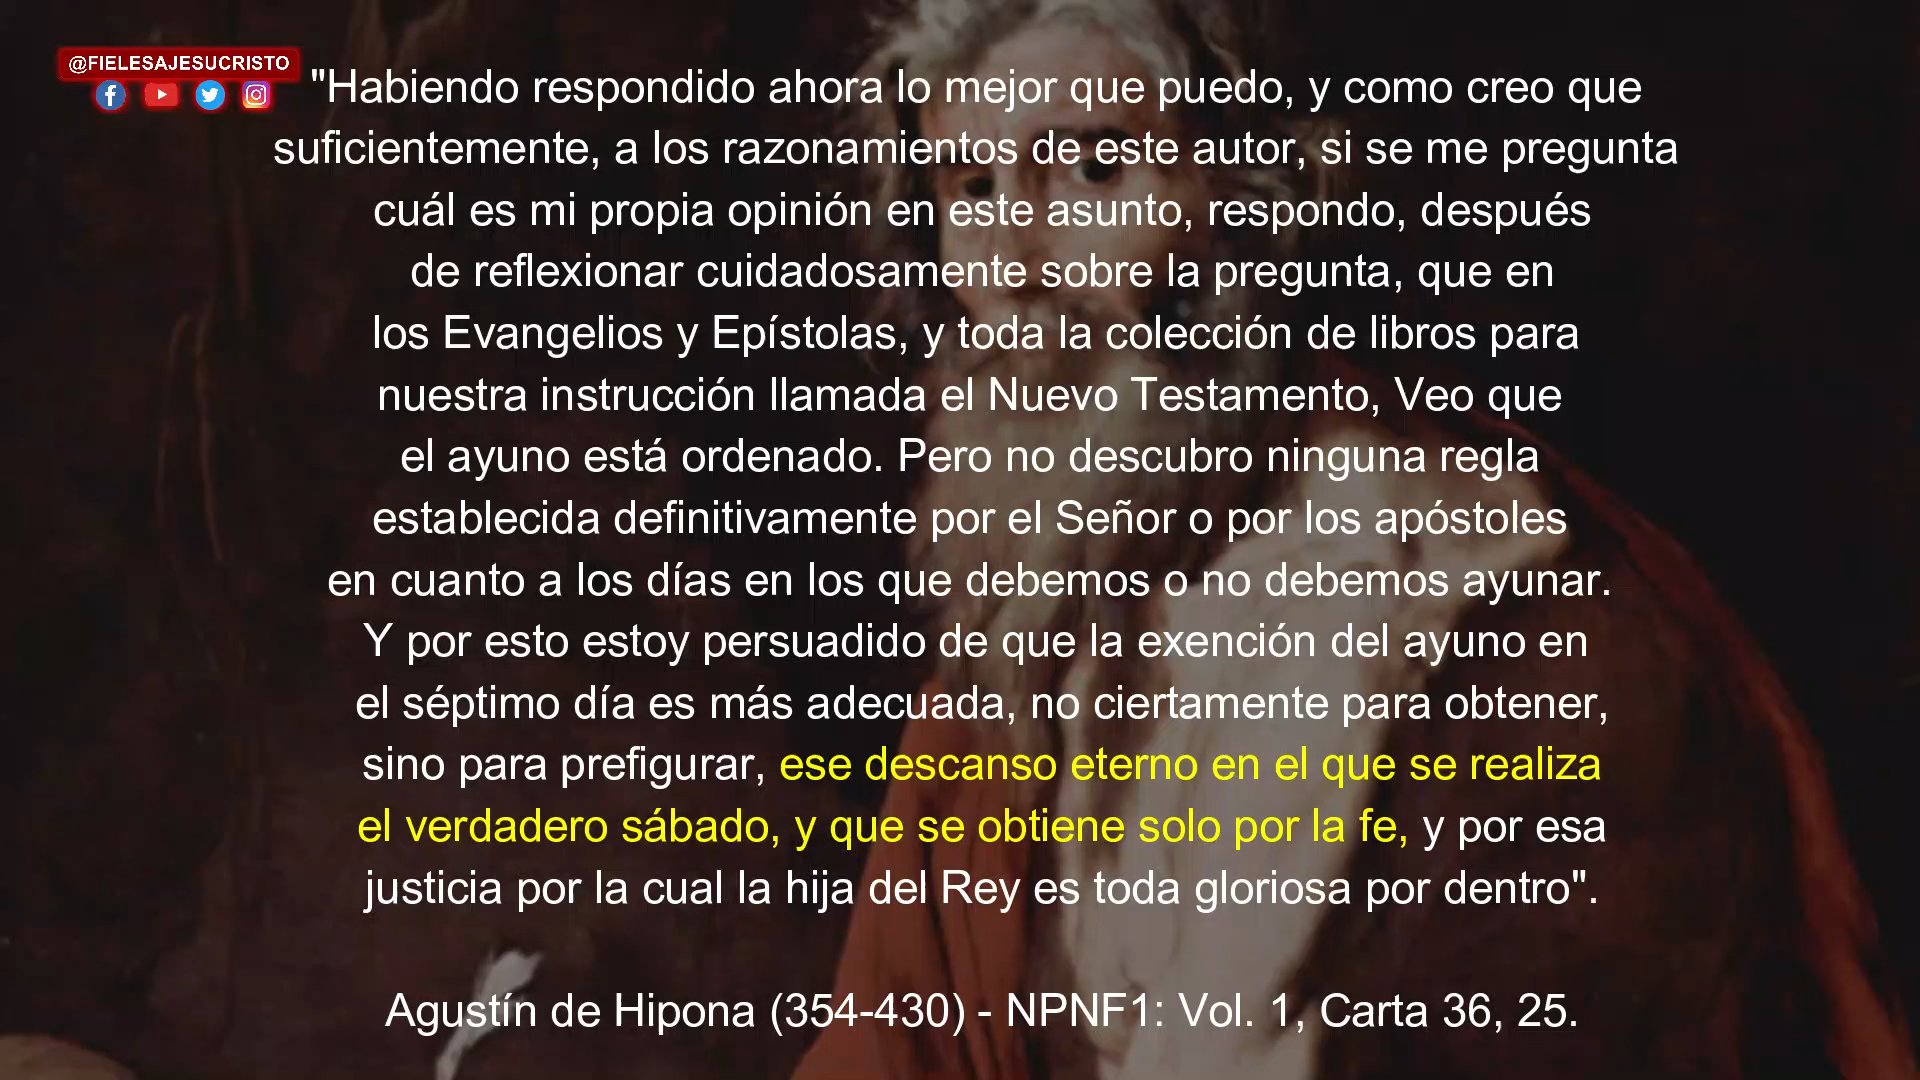 @FIELESAJESUCRISTO
"Habiendo respondido ahora lo mejor que puedo, y como creo que
suficientemente, a los razonamientos de este autor, si se me pregunta
cuál es mi propia opinión en este asunto, respondo, después
de reflexionar cuidadosamente sobre la pregunta, que en
los Evangelios y Epístolas, y toda la colección de libros para
nuestra instrucción llamada el Nuevo Testamento, Veo que
el ayuno está ordenado. Pero no descubro ninguna regla
establecida definitivamente por el Señor o por los apóstoles
en cuanto a los días en los que debemos o no debemos ayunar.
Y por esto estoy persuadido de que la exención del ayuno en
el séptimo día es más adecuada, no ciertamente para obtener,
sino para prefigurar, ese descanso eterno en el que se realiza
el verdadero sábado, y que se obtiene solo por la fe, y por esa
justicia por la cual la hija del Rey es toda gloriosa por dentro".
Agustín de Hipona (354-430) - NPNF1: Vol. 1, Carta 36, 25.